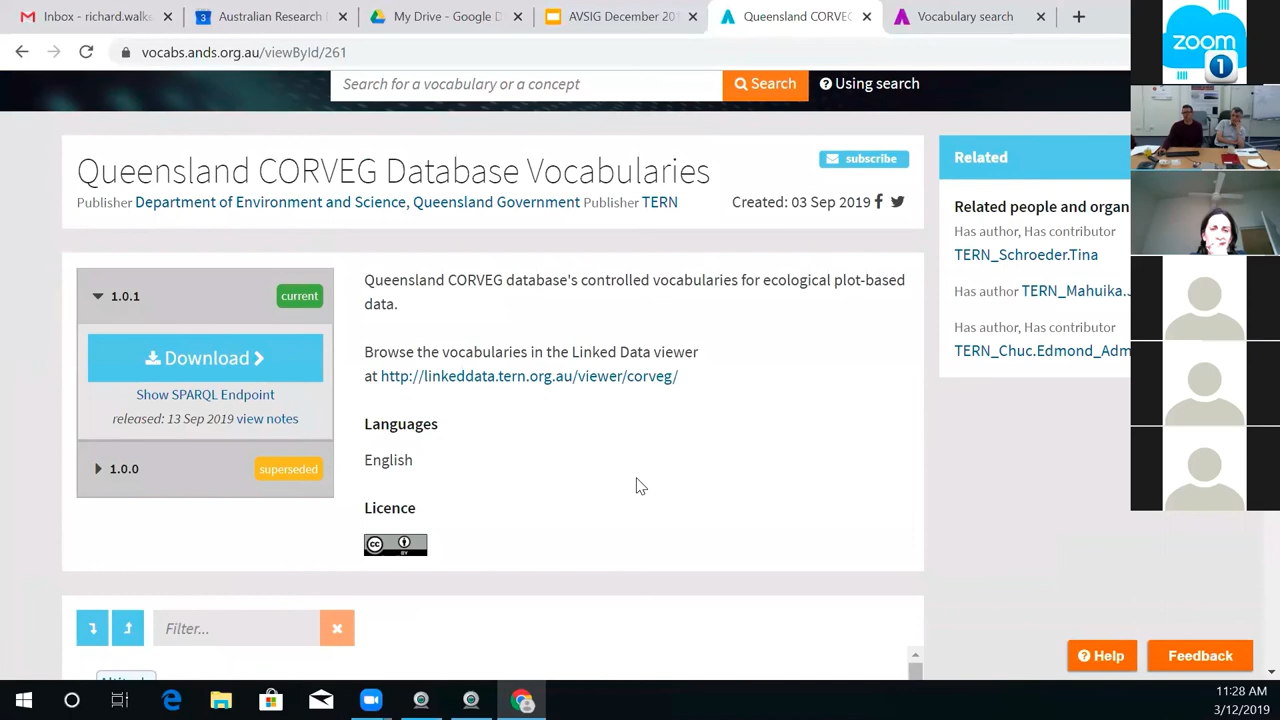 Inbox - richard.walke
Australian Research I
My Drive - Google D
AVSIG December 201
Queensland CORVEG
Vocabulary search
vocabs.ands.org.au/viewById/261
zoom
1
Search for a vocabulary or a concept
Search
Using search
Queensland CORVEG Database Vocabularies
subscribe
Publisher Department of Environment and Science, Queensland Government Publisher TERN
Created: 03 Sep 2019
Related
Related people and organ
Has author, Has contributor
TERN_Schroeder.Tina
Has author TERN_Mahuika.J
Has author, Has contributor
TERN_Chuc.Edmond_Adm
1.0.1
current
Download
Show SPARQL Endpoint
released: 13 Sep 2019 view notes
1.0.0
superseded
Queensland CORVEG database's controlled vocabularies for ecological plot-based
data.
Browse the vocabularies in the Linked Data viewer
at http://linkeddata.tern.org.au/viewer/corveg/
Languages
English
Licence
cc
BY
Filter...
Help
Feedback
11:28 AM
3/12/2019